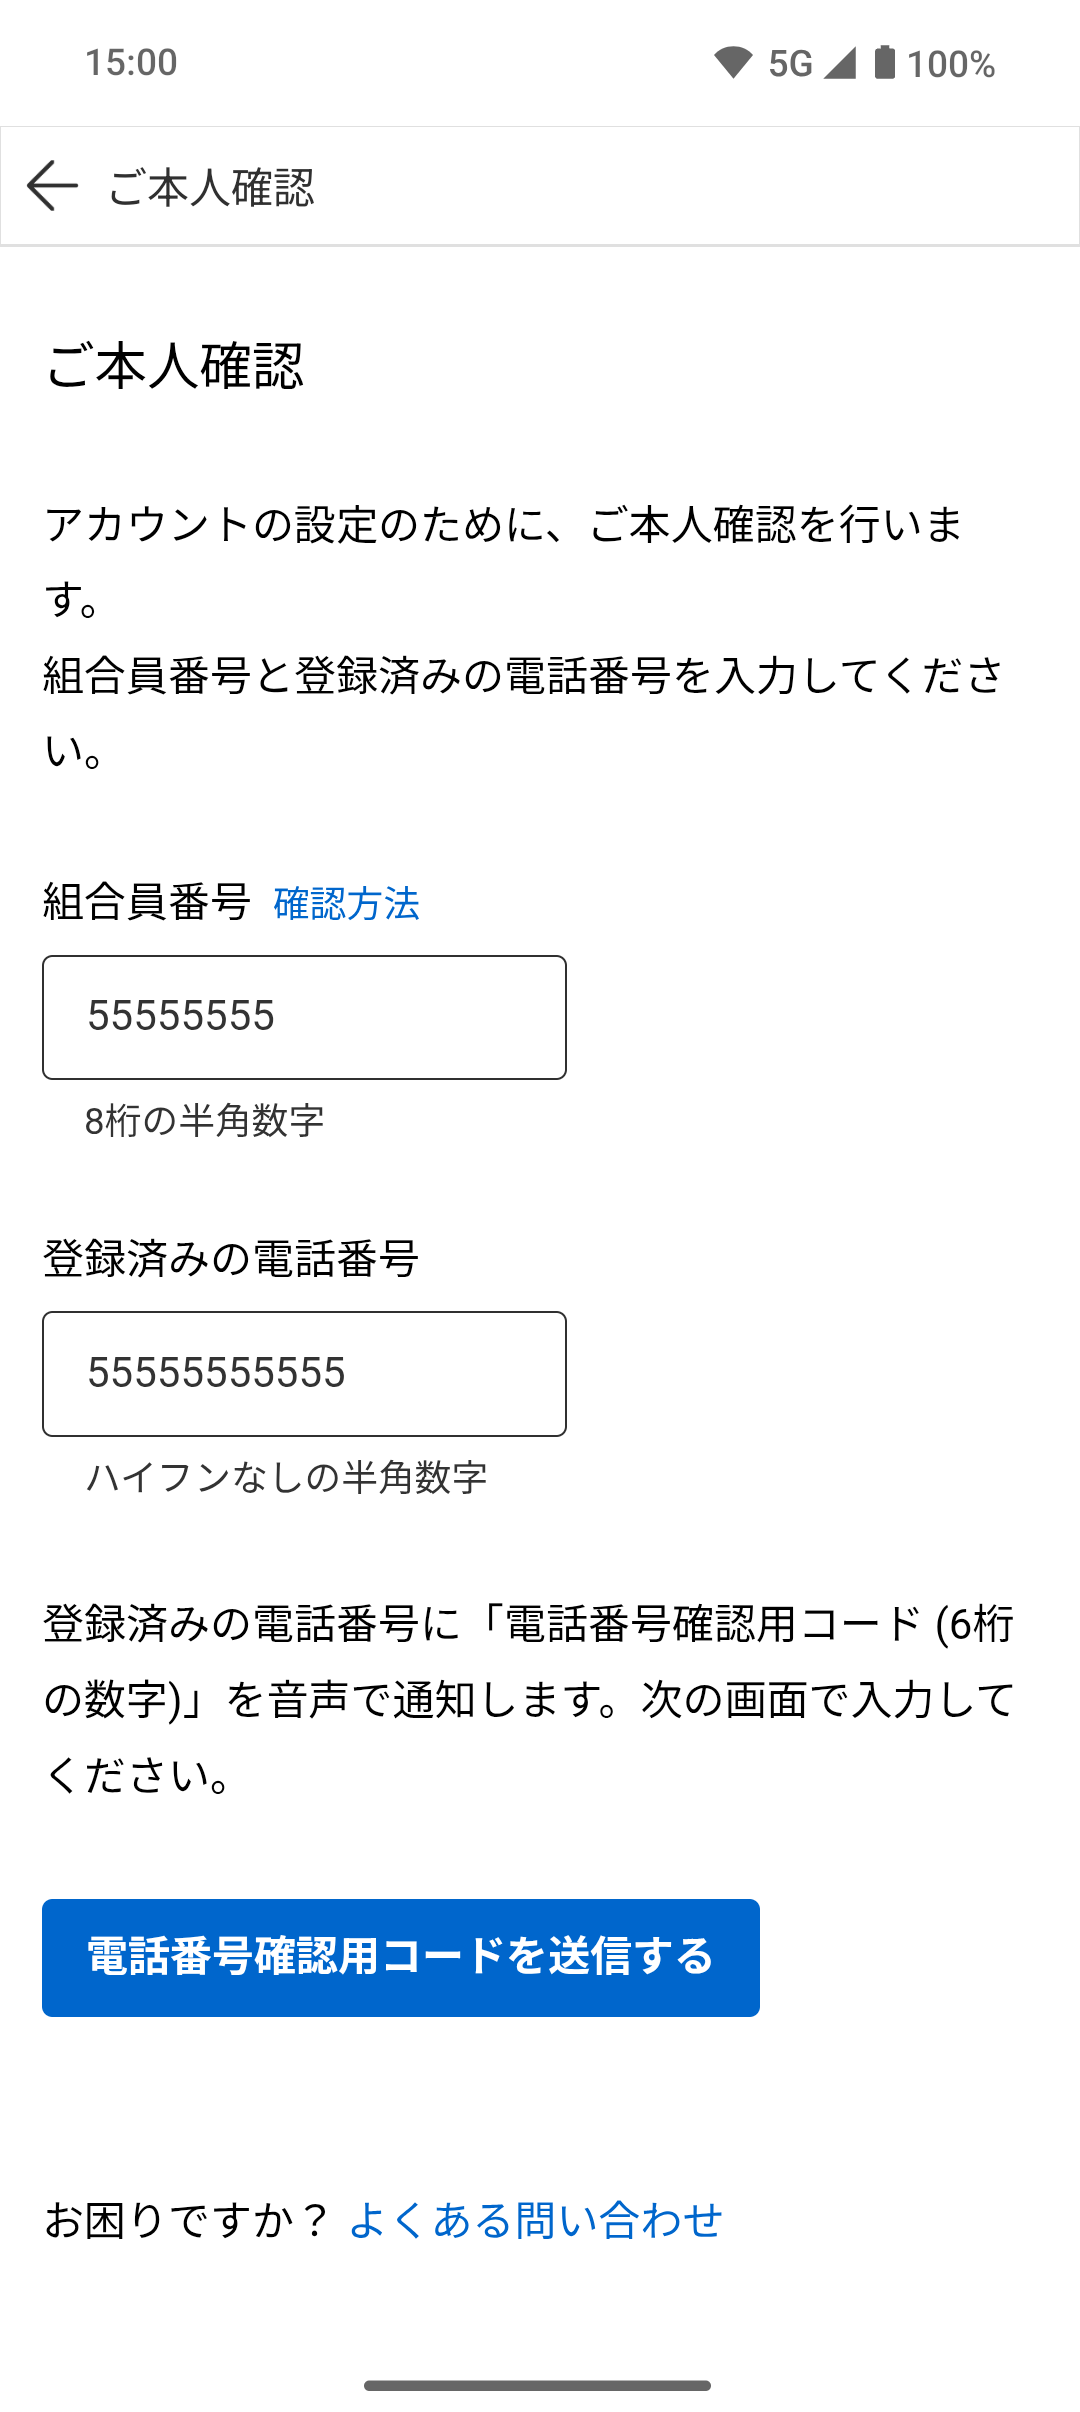 15:00
5G 100%
ご本人確認
ご本人確認
アカウントの設定のために、ご本人確認を行いま
す。
組合員番号と登録済みの電話番号を入力してくださ
い。
組合員番号 確認方法
55555555
8桁の半角数字
登録済みの電話番号
55555555555
ハイフンなしの半角数字
登録済みの電話番号に「電話番号確認用コード (6桁
の数字)」を音声で通知します。次の画面で入力して
ください。
電話番号確認用コードを送信する
お困りですか？ よくある問い合わせ